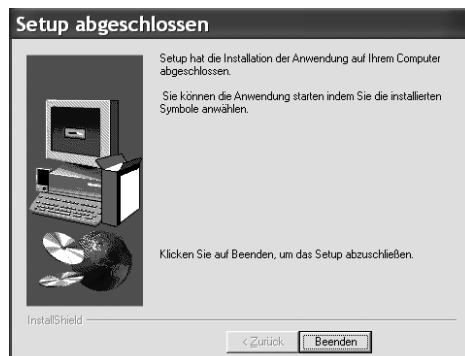 Setup abgeschlossen
Setup hat die Installation der Anwendung auf Ihrem Computer
abgeschlossen.
Sie können die Anwendung starten indem Sie die installierten
Symbole anwählen.
Klicken Sie auf Beenden, um das Setup abzuschließen.
InstallShield
< Zurück
Beenden